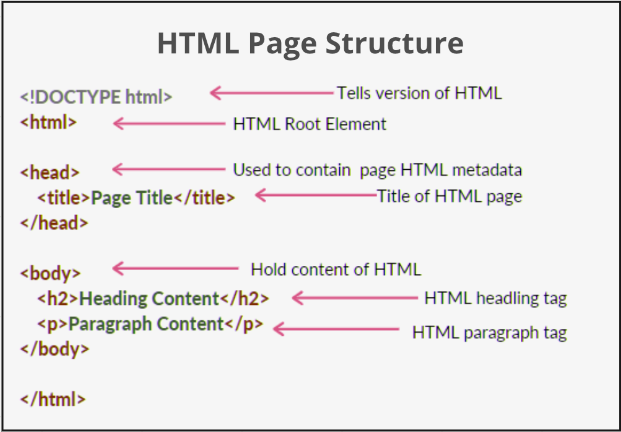 HTML Page Structure
<!DOCTYPE html> Tells version of HTML
<html> HTML Root Element
<head> Used to contain page HTML metadata
<title>Page Title</title> Title of HTML page
</head>
<body> Hold content of HTML
<h2>Heading Content</h2> HTML headling tag
<p>Paragraph Content</p> HTML paragraph tag
</body>
</html>